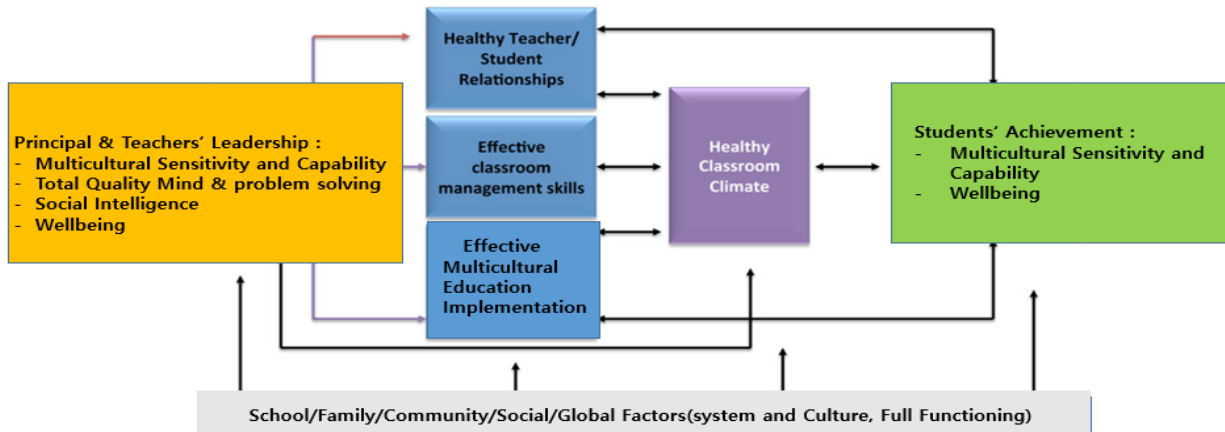 Healthy Teacher/
Student
Relationships
Principal & Teachers' Leadership :
- Multicultural Sensitivity and Capability
- Total Quality Mind & problem solving
- Social Intelligence
- Wellbeing
Effective
classroom
management skills
Effective
Multicultural
Education
Implementation
Healthy
Classroom
Climate
Students' Achievement :
- Multicultural Sensitivity and
Capability
- Wellbeing
School/Family/Community/Social/Global Factors(system and Culture, Full Functioning)